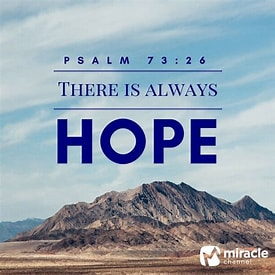 PSALM 73:26
THERE IS ALWAYS
HOPE
miracle
channel